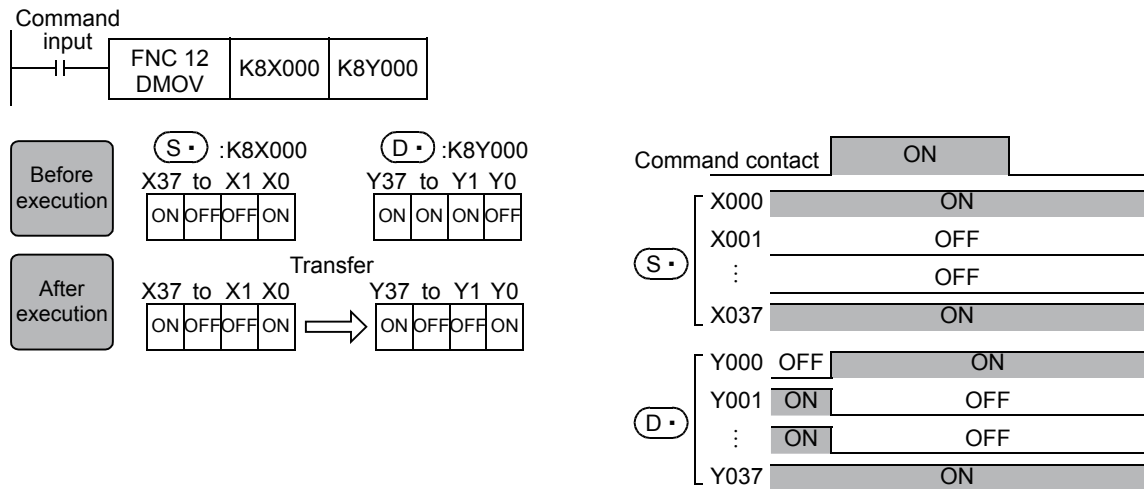 Command
input
FNC 12
DMOV
K8X000
K8Y000
Before
execution
S・ :K8X000
X37 to X1 X0
ON OFF OFF ON
D・ :K8Y000
Y37 to Y1 Y0
ON ON ON OFF
After
execution
Transfer
X37 to X1 X0
ON OFF OFF ON
Y37 to Y1 Y0
ON OFF OFF ON
Command contact ON
S・
X000 ON
X001 OFF
⋮ OFF
X037 ON
D・
Y000 OFF ON
Y001 ON OFF
⋮ ON OFF
Y037 ON